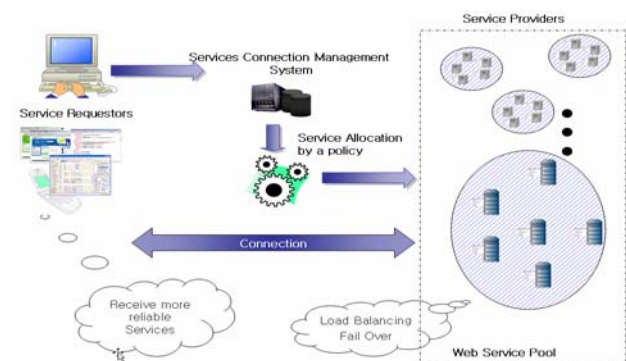 Service Providers
Services Connection Management
System
Service Requestors
Service Allocation
by a policy
Connection
Receive more
reliable
Services
Load Balancing
Fail Over
Web Service Pool